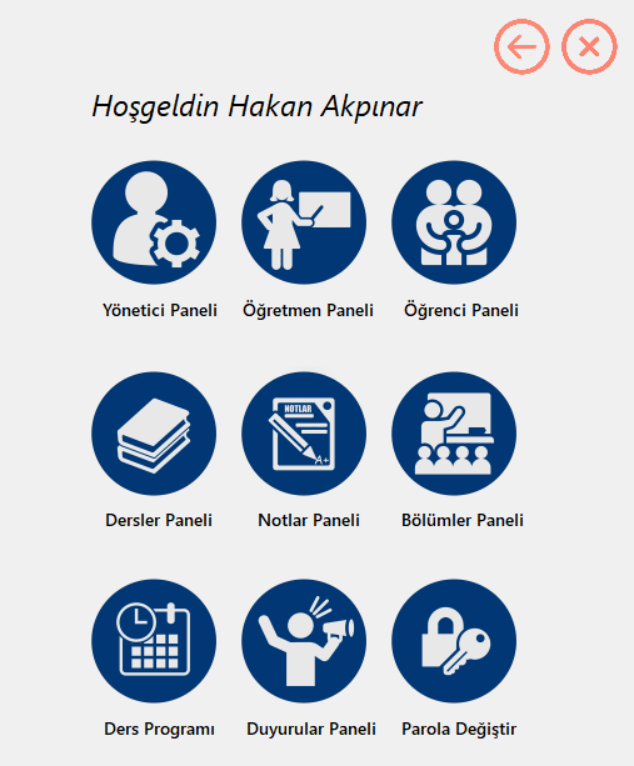 Hoşgeldin Hakan Akpınar
Yönetici Paneli
Öğretmen Paneli
Öğrenci Paneli
NOTLAR
A+
Dersler Paneli
Notlar Paneli
Bölümler Paneli
Ders Programı
Duyurular Paneli
Parola Değiştir